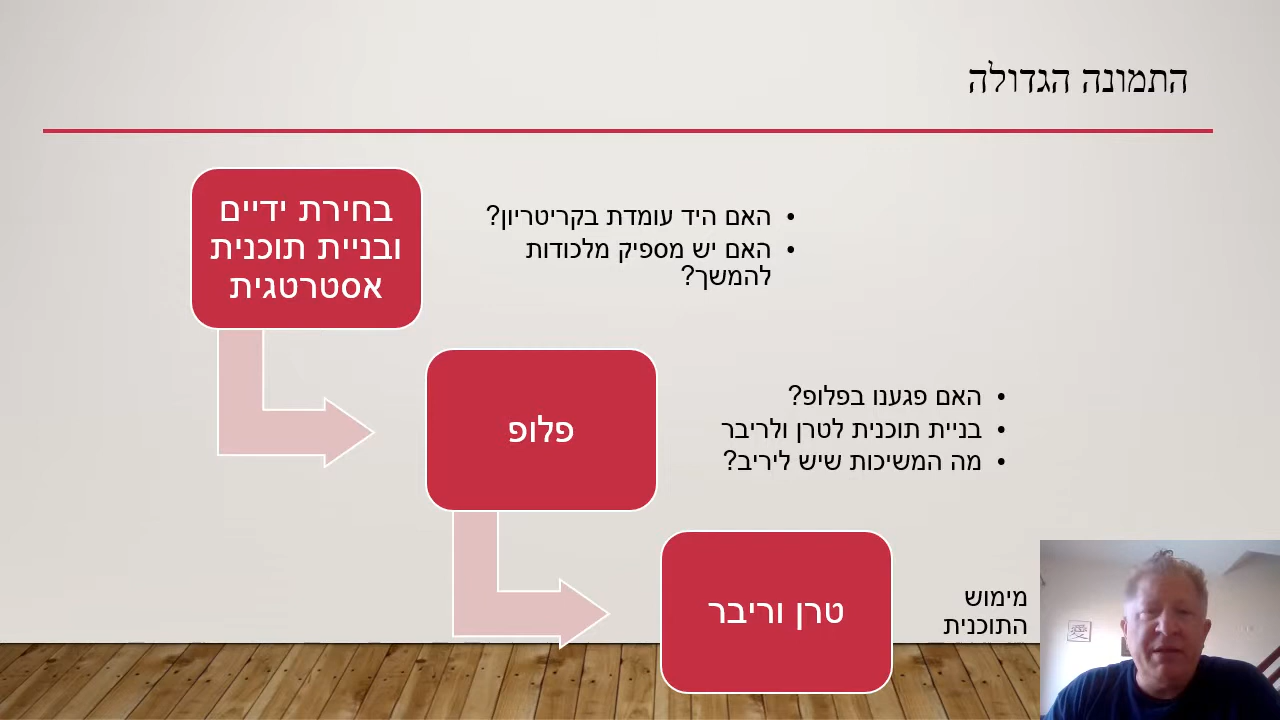 התמונה הגדולה
בחירת ידיים
ובניית תוכנית
אסטרטגית
• האם היד עומדת בקריטריון?
• האם יש מספיק מלכודות
להמשך?
פלופ
• האם פגענו בפלופ?
• בניית תוכנית לטרן ולריבר
• מה המשיכות שיש ליריב?
טרן וריבר
מימוש
התוכנית
愛